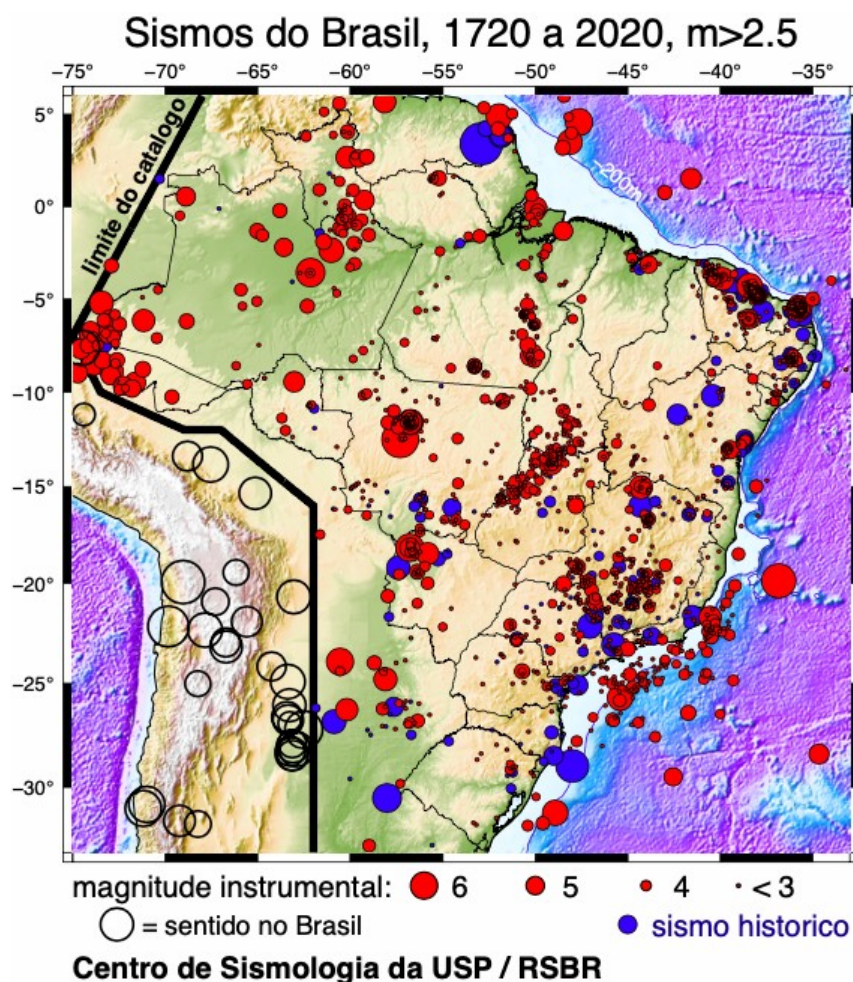 Sismos do Brasil, 1720 a 2020, m>2.5
−75° −70° −65° −60° −55° −50° −45° −40° −35°
5°
0°
−5°
−10°
−15°
−20°
−25°
−30°
limite do catalogo
−200m
magnitude instrumental: 6 5 4 < 3
= sentido no Brasil sismo historico
Centro de Sismologia da USP / RSBR